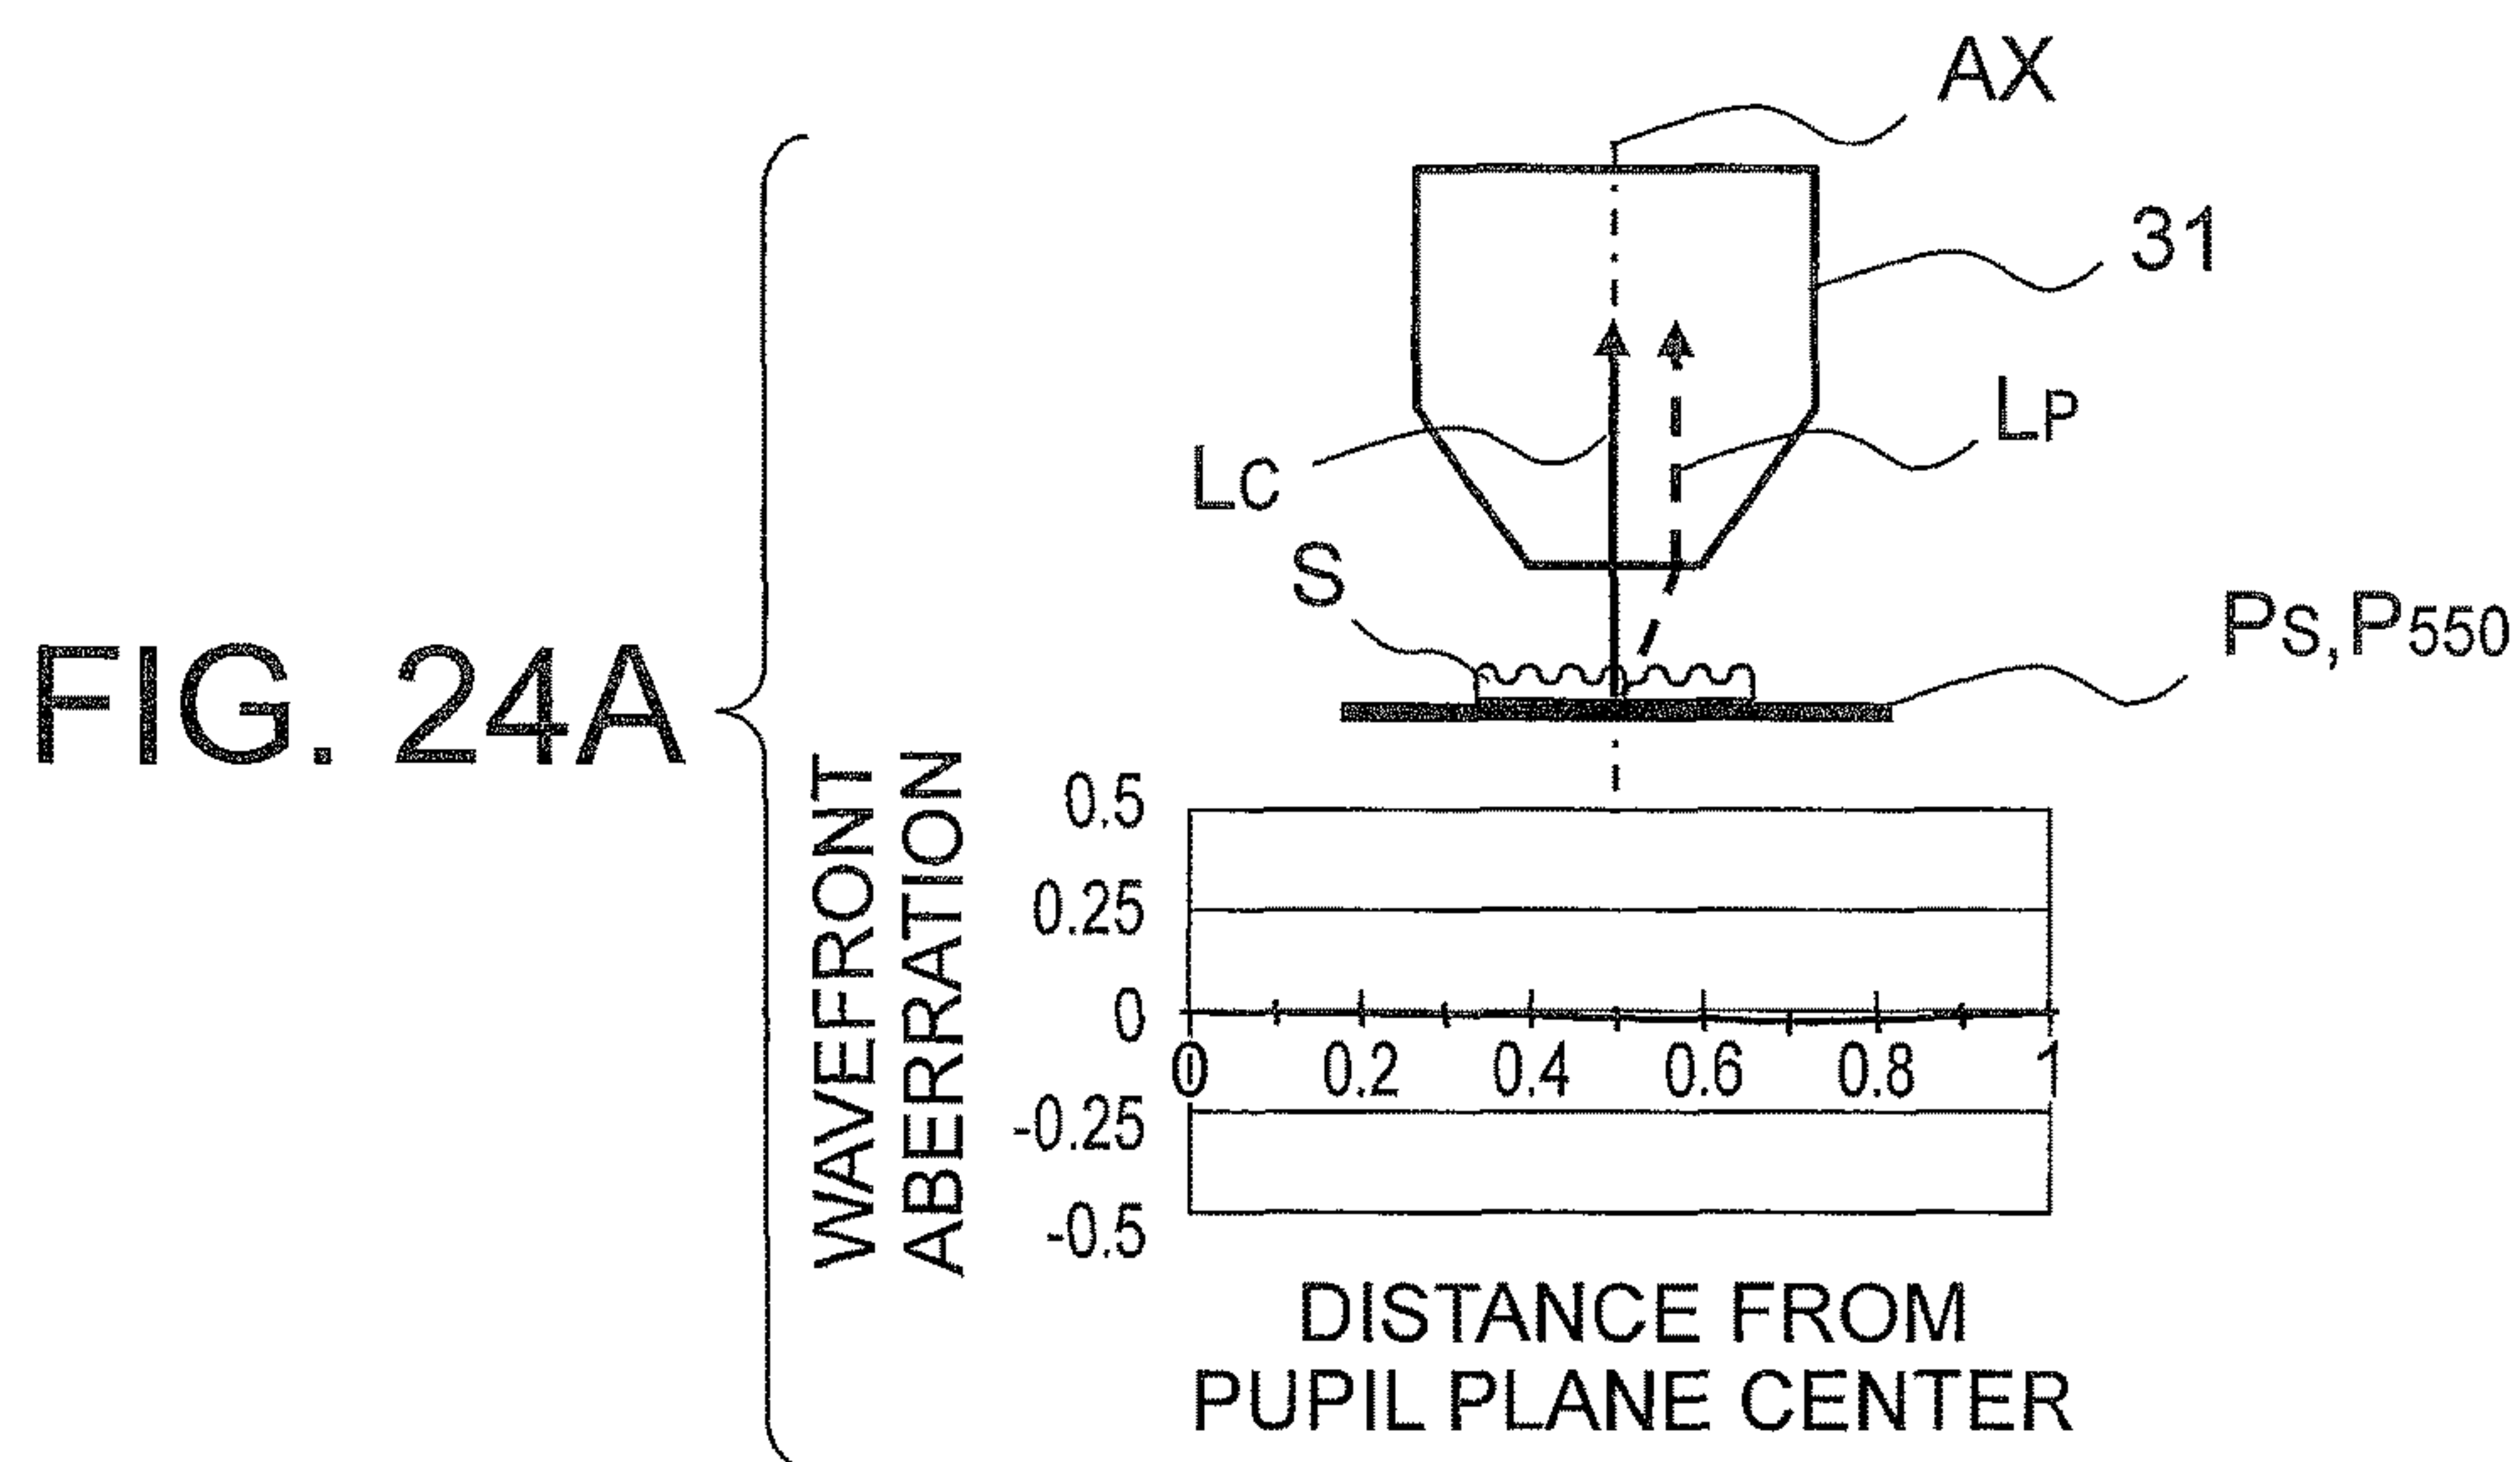 FIG. 24A
AX
31
LC
LP
S
PS,P550
WAVEFRONT
ABERRATION
0.5
0.25
0
-0.25
-0.5
0
0.2
0.4
0.6
0.8
1
DISTANCE FROM
PUPIL PLANE CENTER